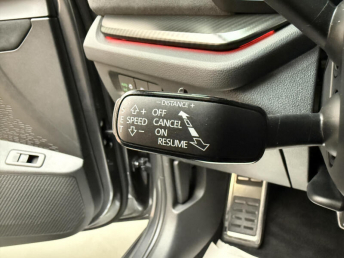 - DISTANCE +
+ OFF
SPEED CANCEL
- ON
RESUME